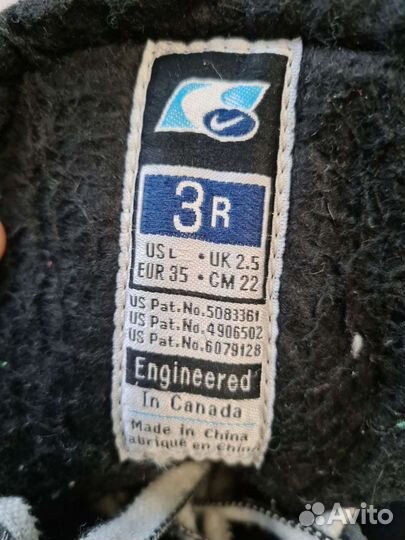 3R
US L • UK 2.5
EUR 35 • CM 22
US Pat.No.5083361
US Pat.No.4906502
US Pat.No.6079128
Engineered
In Canada
Made in China
abriqué en Chine
Avito